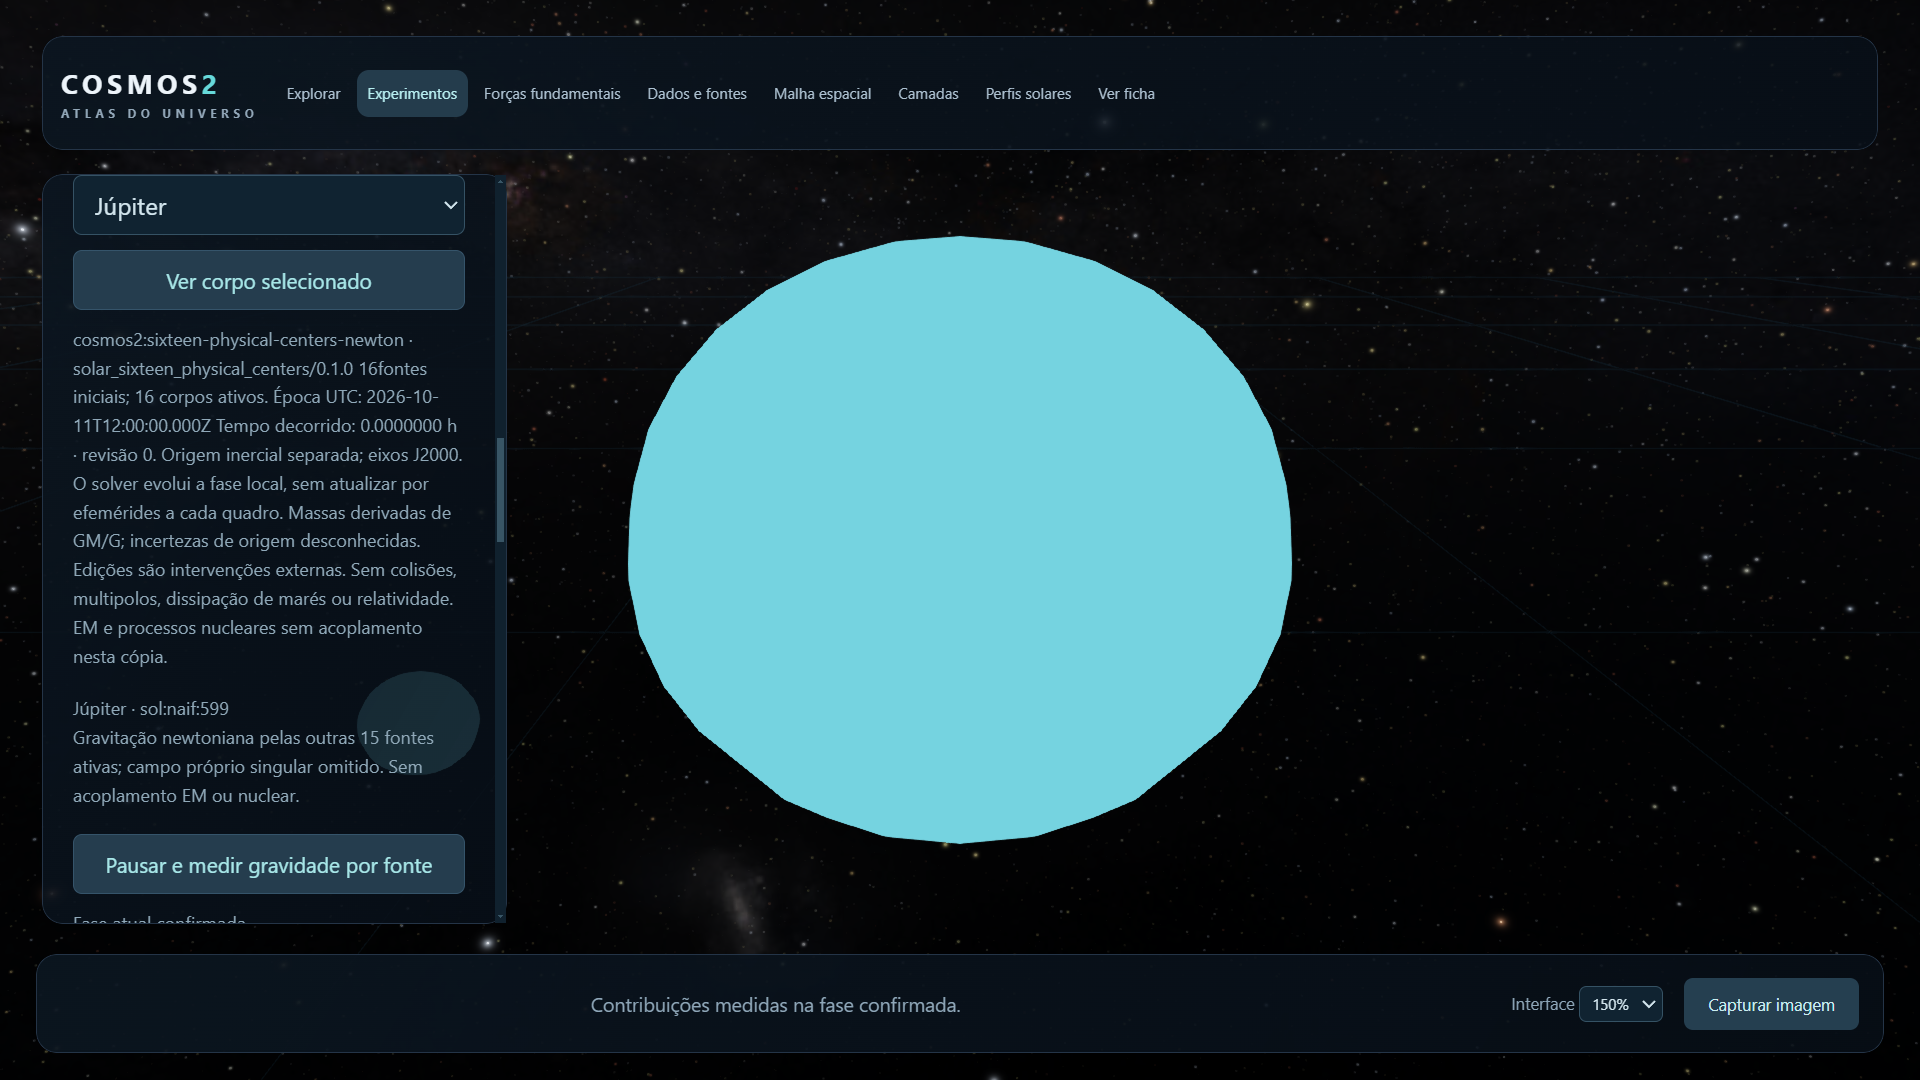 COSMOS2
ATLAS DO UNIVERSO
Explorar
Experimentos
Forças fundamentais
Dados e fontes
Malha espacial
Camadas
Perfis solares
Ver ficha
Júpiter
Ver corpo selecionado
cosmos2:sixteen-physical-centers-newton ·
solar_sixteen_physical_centers/0.1.0 16fontes
iniciais; 16 corpos ativos. Época UTC: 2026-10-
11T12:00:00.000Z Tempo decorrido: 0.0000000 h
· revisão 0. Origem inercial separada; eixos J2000.
O solver evolui a fase local, sem atualizar por
efemérides a cada quadro. Massas derivadas de
GM/G; incertezas de origem desconhecidas.
Edições são intervenções externas. Sem colisões,
multipolos, dissipação de marés ou relatividade.
EM e processos nucleares sem acoplamento
nesta cópia.
Júpiter · sol:naif:599
Gravitação newtoniana pelas outras 15 fontes
ativas; campo próprio singular omitido. Sem
acoplamento EM ou nuclear.
Pausar e medir gravidade por fonte
Fase atual confirmada
Contribuições medidas na fase confirmada.
Interface
150%
Capturar imagem